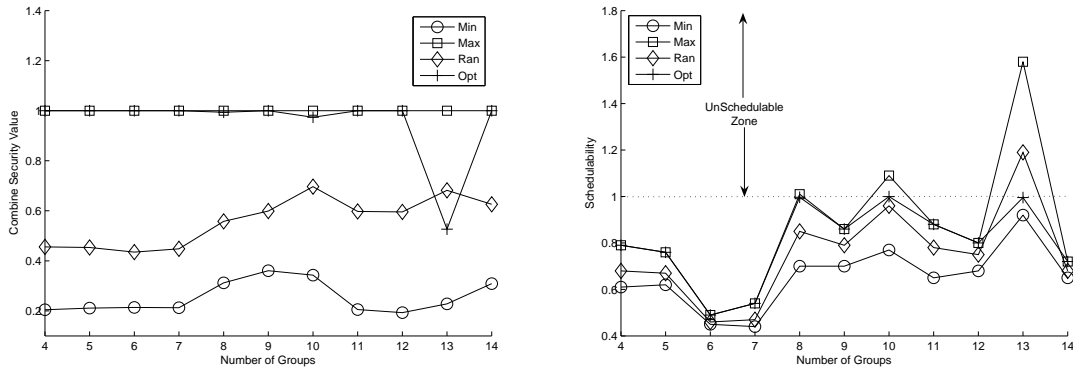 1.4
1.2
1
0.8
0.6
0.4
0.2
Combine Security Value
4 5 6 7 8 9 10 11 12 13 14
Number of Groups
Min
Max
Ran
Opt
1.8
1.6
1.4
1.2
1
0.8
0.6
0.4
Schedulability
4 5 6 7 8 9 10 11 12 13 14
Number of Groups
Min
Max
Ran
Opt
UnSchedulable
Zone